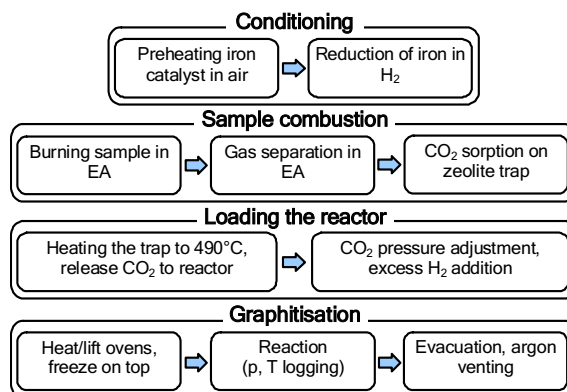 Conditioning
Preheating iron
catalyst in air
Reduction of iron in
H₂
Sample combustion
Burning sample in
EA
Gas separation in
EA
CO₂ sorption on
zeolite trap
Loading the reactor
Heating the trap to 490°C,
release CO₂ to reactor
CO₂ pressure adjustment,
excess H₂ addition
Graphitisation
Heat/lift ovens,
freeze on top
Reaction
(p, T logging)
Evacuation, argon
venting